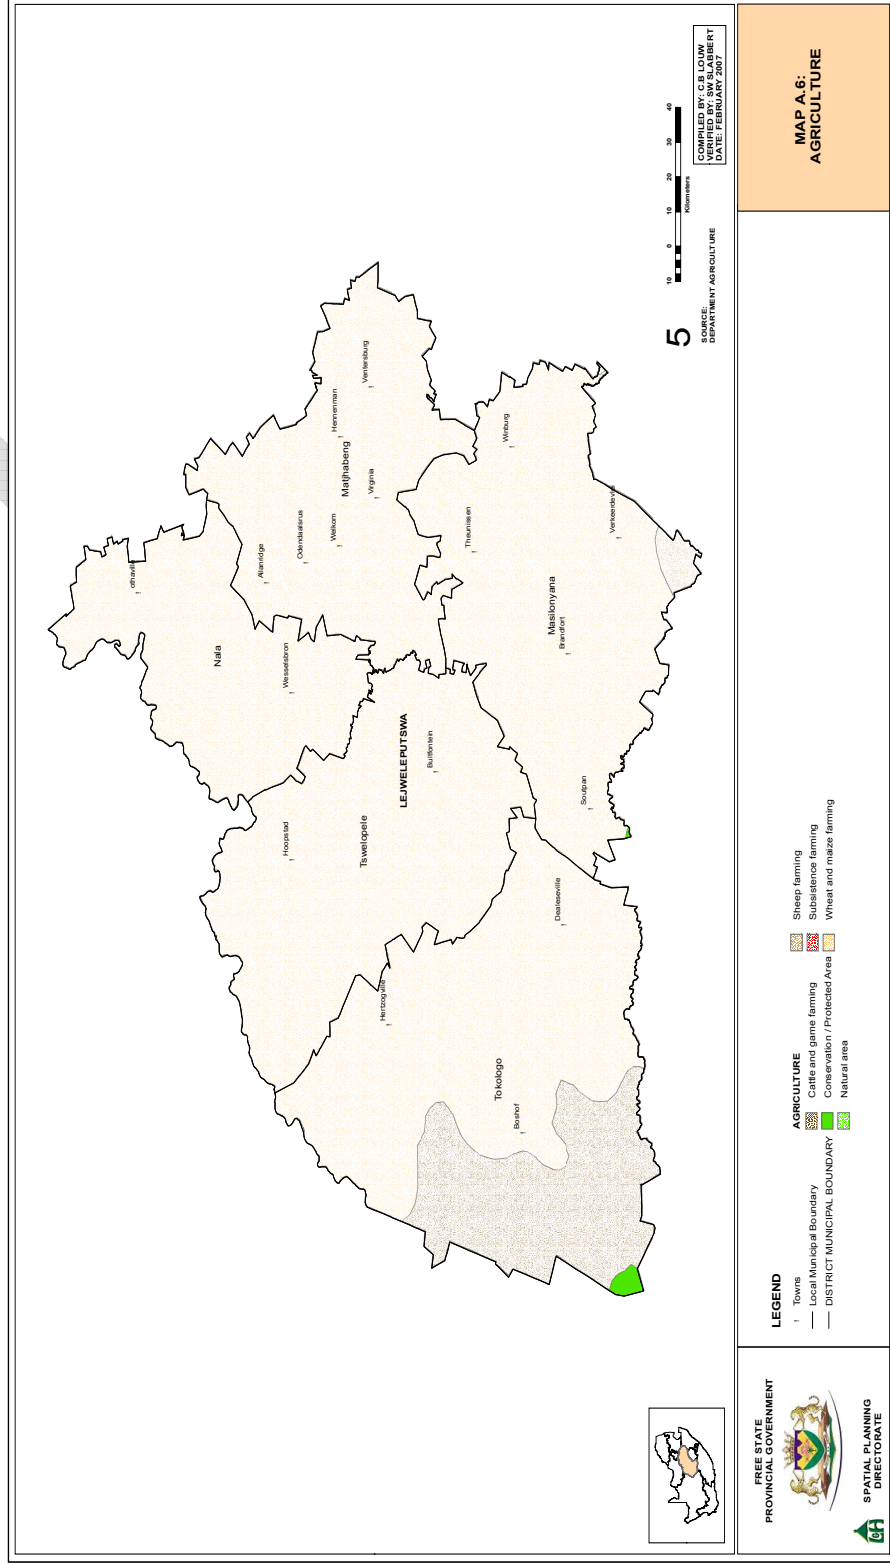 MAP A.6:
AGRICULTURE
COMPILED BY: C.B LOUW
VERIFIED BY: SW SLABBERT
DATE: FEBRUARY 2007
10 0 10 20 30 40
Kilometers
5
SOURCE:
DEPARTMENT AGRICULTURE
othaville
Nala
Wesselsbron
Allanridge
Odendaalsrus
Welkom
Matjhabeng
Hennenman
Virginia
Ventersburg
Hoopstad
Tswelopele
LEJWELEPUTSWA
Bultfontein
Theunissen
Winburg
Masilonyana
Brandfort
Verkeerdevlei
Soutpan
Hertzogville
Dealeseville
Tokologo
Boshof
LEGEND
! Towns
Local Municipal Boundary
DISTRICT MUNICIPAL BOUNDARY
AGRICULTURE
Cattle and game farming
Conservation / Protected Area
Natural area
Sheep farming
Subsistence farming
Wheat and maize farming
FREE STATE
PROVINCIAL GOVERNMENT
SPATIAL PLANNING
DIRECTORATE